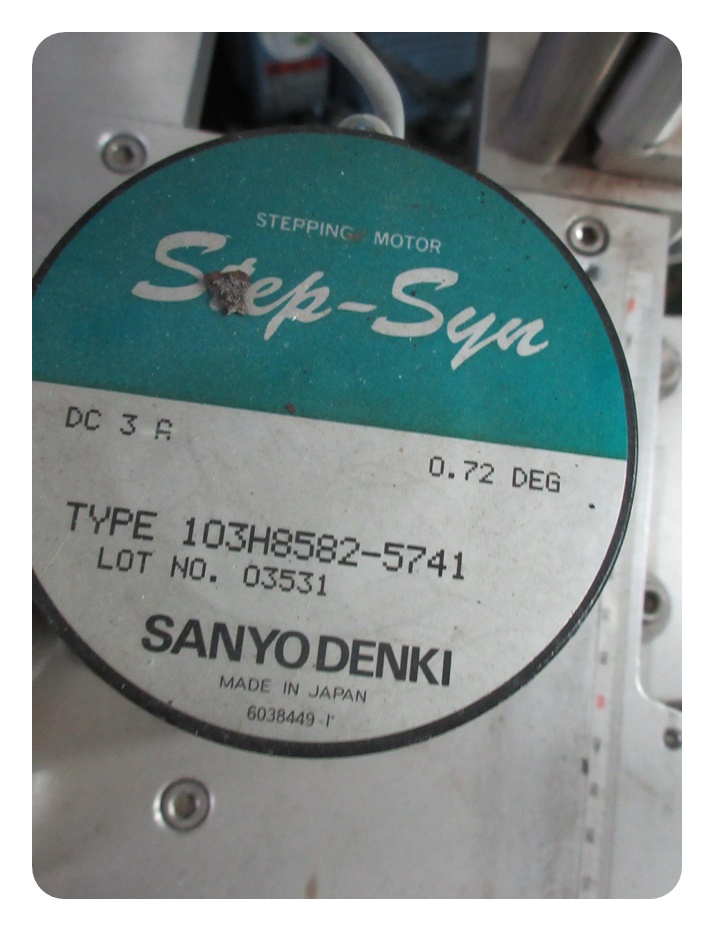 STEPPING MOTOR
Step-Syn
DC 3 A
0.72 DEG
TYPE 103H8582-5741
LOT NO. 03531
SANYO DENKI
MADE IN JAPAN
6038449-1